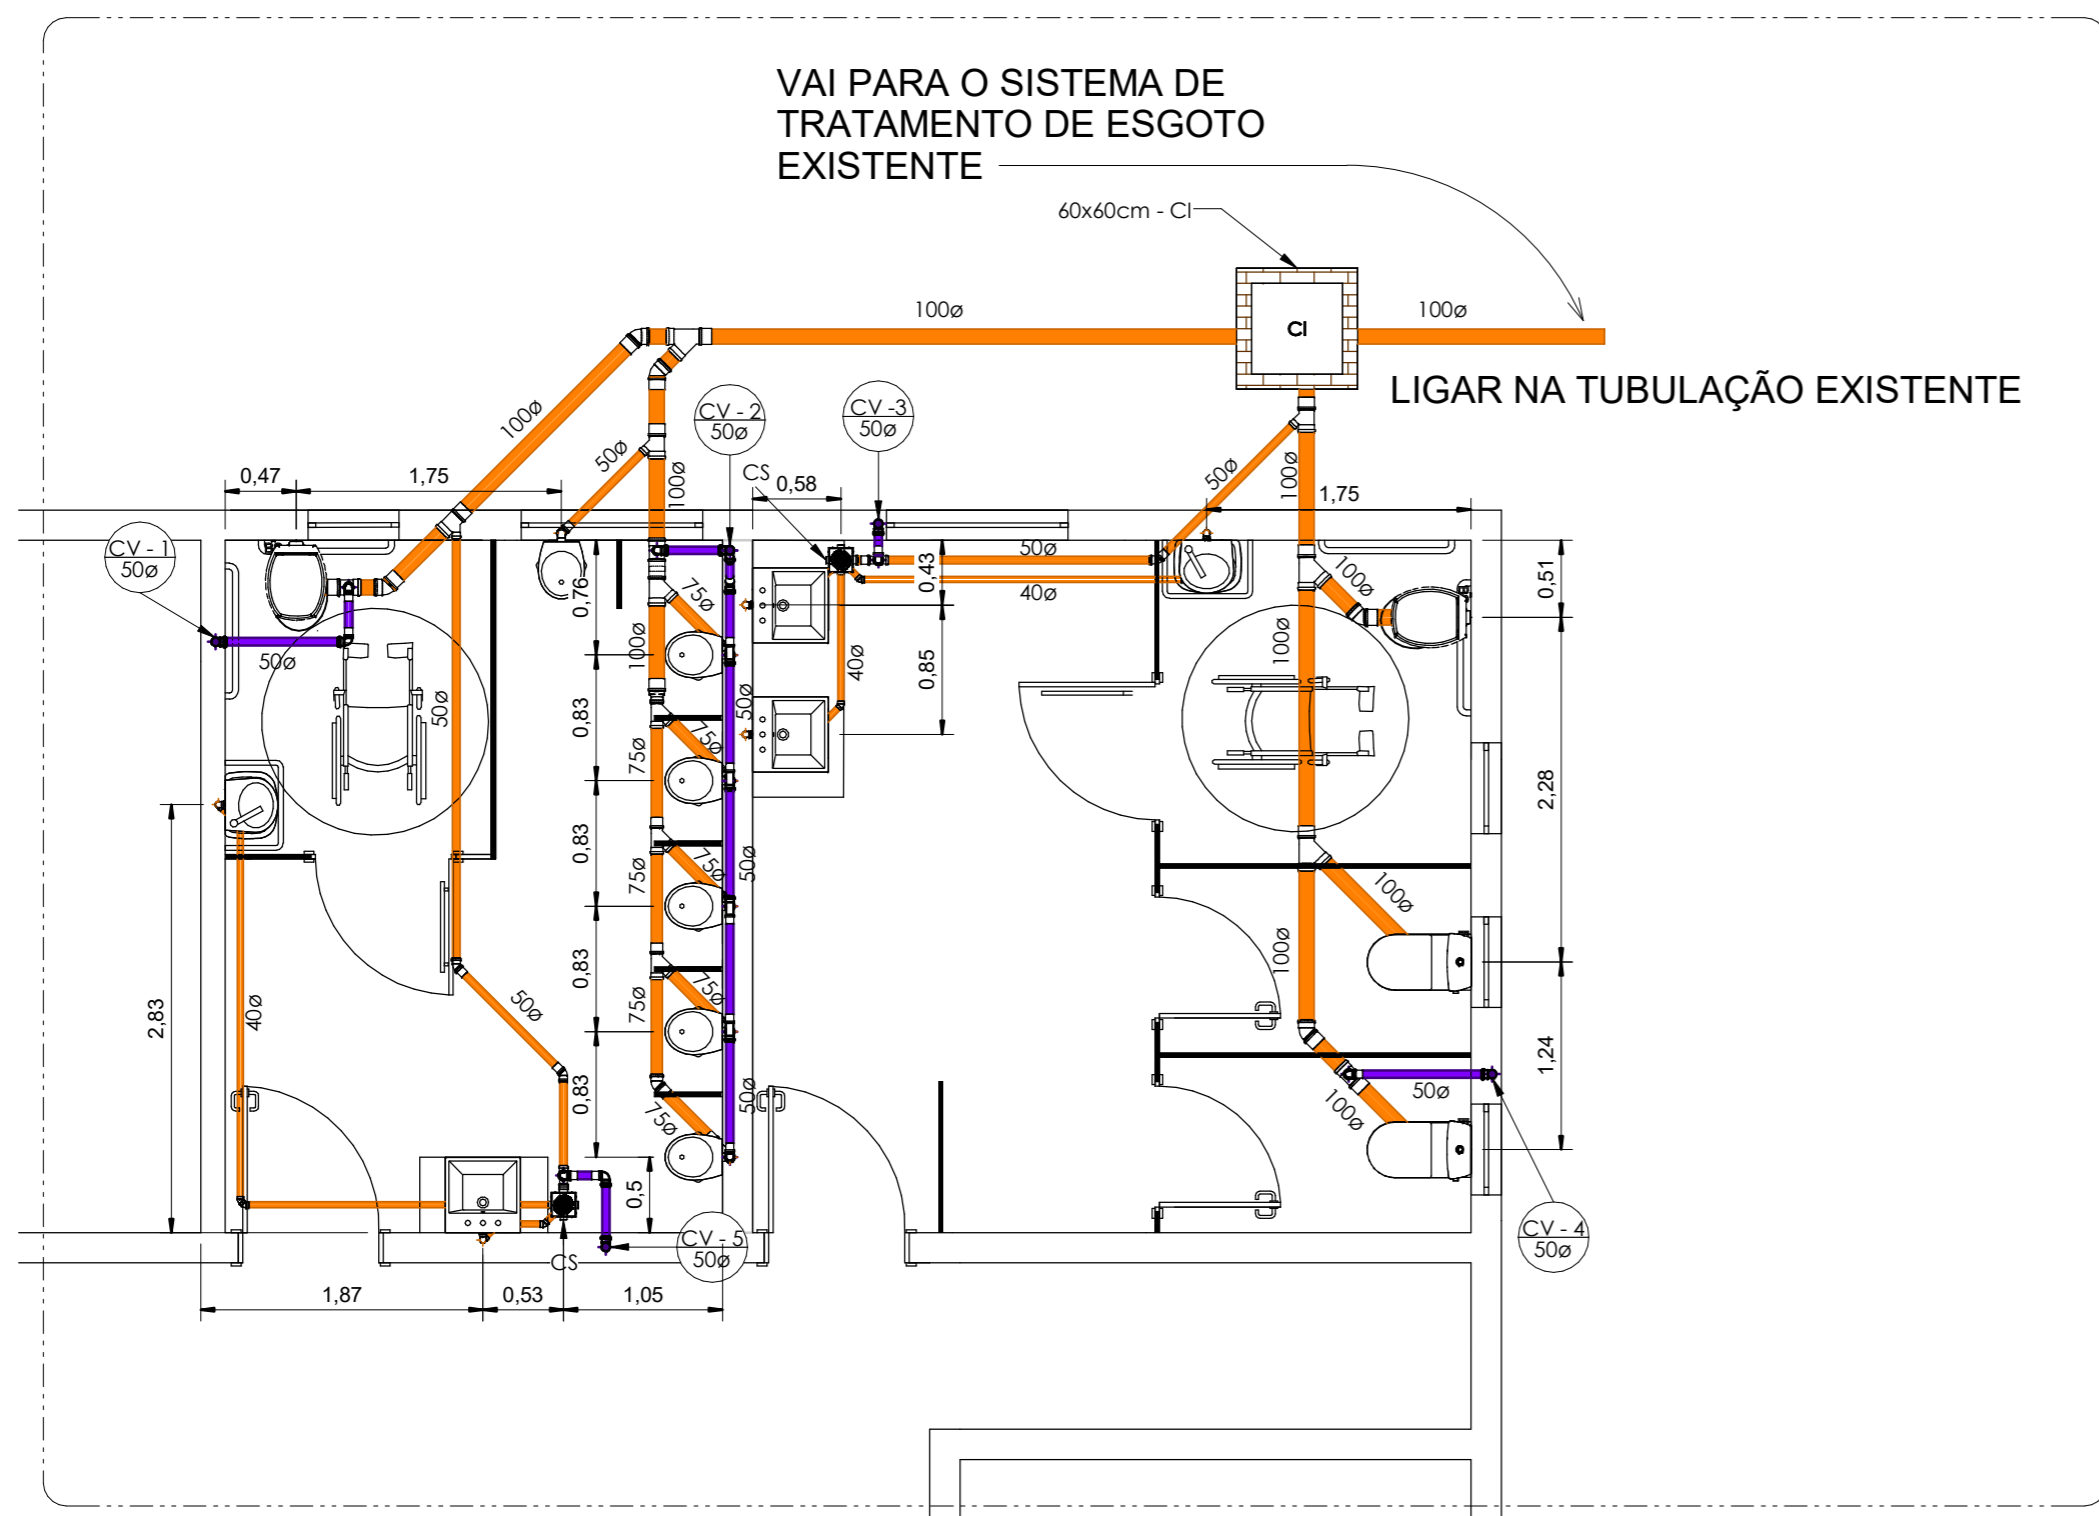 VAI PARA O SISTEMA DE
TRATAMENTO DE ESGOTO
EXISTENTE
60x60cm - CI
100ø
100ø
CI
LIGAR NA TUBULAÇÃO EXISTENTE
100ø
CV - 2
50ø
CV -3
50ø
50ø
100ø
CS
0,58
50ø
100ø
1,75
0,47
1,75
CV - 1
50ø
50ø
50ø
0,76
75ø
100ø
50ø
0,43
50ø
40ø
40ø
0,85
100ø
100ø
0,51
0,83
75ø
75ø
2,28
0,83
75ø
75ø
50ø
100ø
100ø
0,83
75ø
75ø
2,83
40ø
50ø
0,83
75ø
50ø
1,24
50ø
100ø
0,5
CV - 5
50ø
CS
CV - 4
50ø
1,87
0,53
1,05